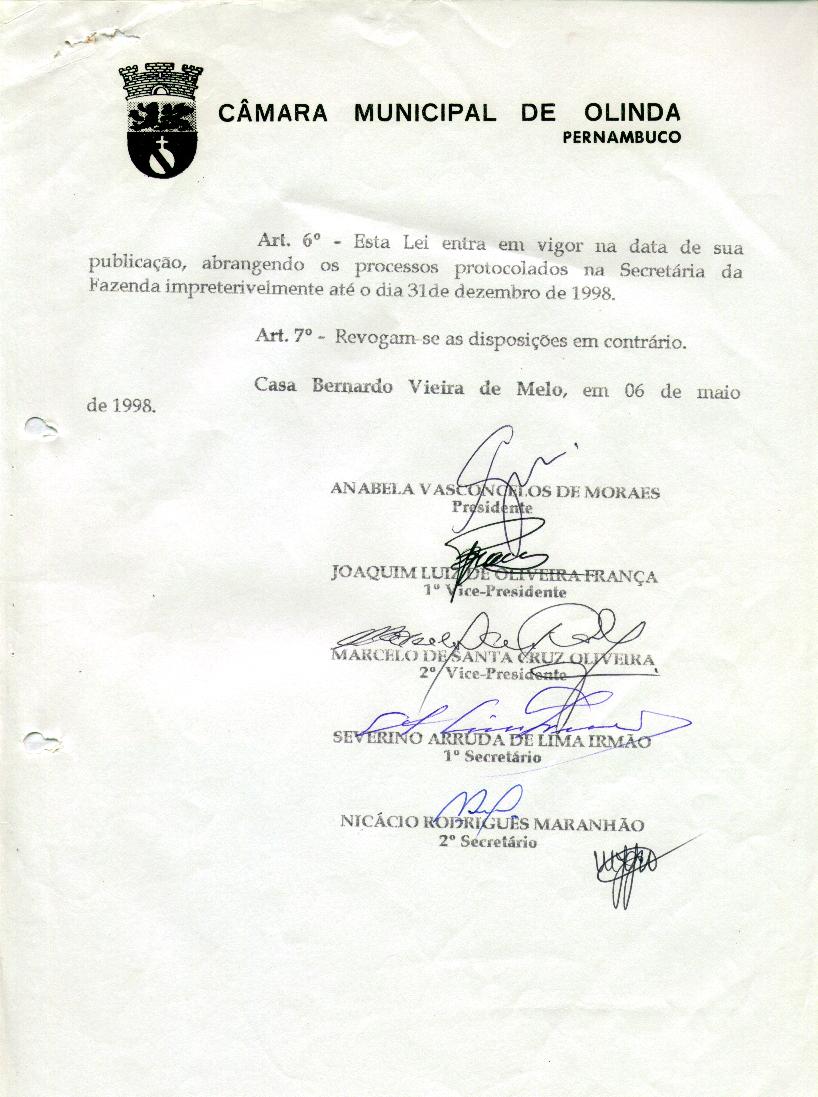 CÂMARA MUNICIPAL DE OLINDA
PERNAMBUCO
Art. 6º - Esta Lei entra em vigor na data de sua
publicação, abrangendo os processos protocolados na Secretária da
Fazenda impreterivelmente até o dia 31de dezembro de 1998.
Art. 7º - Revogam-se as disposições em contrário.
Casa Bernardo Vieira de Melo, em 06 de maio
de 1998.
ANABELA VASCONCELOS DE MORAES
Presidente
JOAQUIM LUIZ DE OLIVEIRA FRANÇA
1º Vice-Presidente
MARCELO DE SANTA CRUZ OLIVEIRA
2º Vice-Presidente
SEVERINO ARRUDA DE LIMA IRMÃO
1º Secretário
NICÁCIO RODRIGUES MARANHÃO
2º Secretário